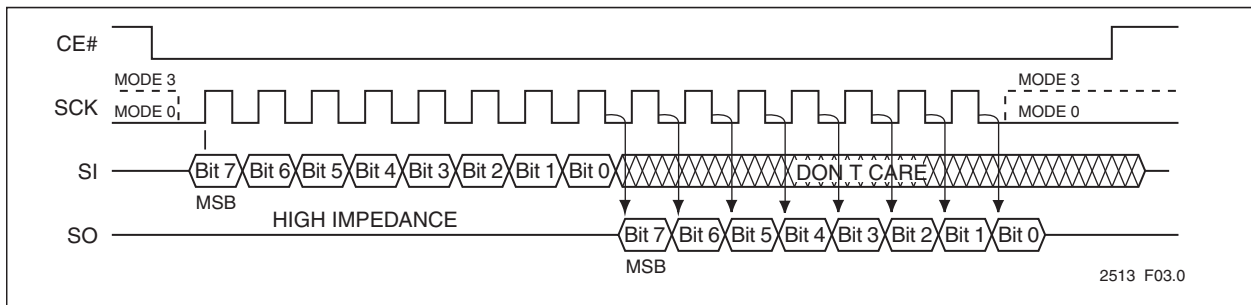 CE#
MODE 3
MODE 3
SCK
MODE 0
MODE 0
SI
Bit 7 Bit 6 Bit 5 Bit 4 Bit 3 Bit 2 Bit 1 Bit 0
DON T CARE
MSB
HIGH IMPEDANCE
SO
Bit 7 Bit 6 Bit 5 Bit 4 Bit 3 Bit 2 Bit 1 Bit 0
MSB
2513 F03.0